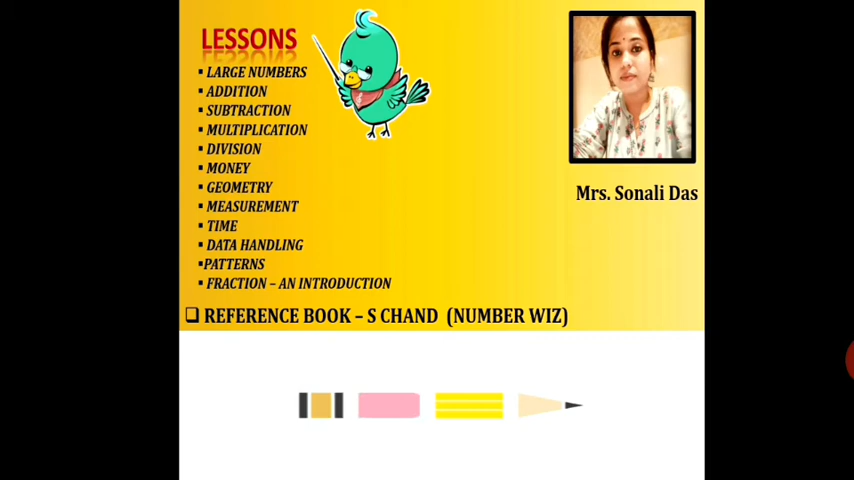 LESSONS
▪ LARGE NUMBERS
▪ ADDITION
▪ SUBTRACTION
▪ MULTIPLICATION
▪ DIVISION
▪ MONEY
▪ GEOMETRY
▪ MEASUREMENT
▪ TIME
▪ DATA HANDLING
▪PATTERNS
▪ FRACTION – AN INTRODUCTION
❑ REFERENCE BOOK – S CHAND (NUMBER WIZ)
Mrs. Sonali Das